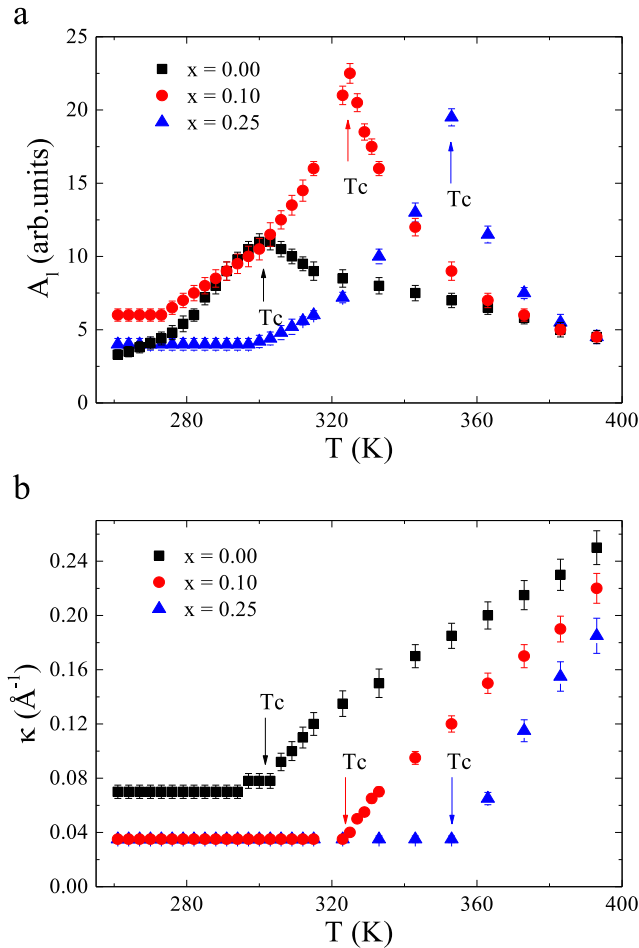 a
25
20
15
10
5
0
A₁ (arb.units)
x = 0.00
x = 0.10
x = 0.25
Tc
Tc
Tc
280
320
360
400
T (K)
b
0.24
0.20
0.16
0.12
0.08
0.04
0.00
κ (Å⁻¹)
x = 0.00
x = 0.10
x = 0.25
Tc
Tc
Tc
280
320
360
400
T (K)